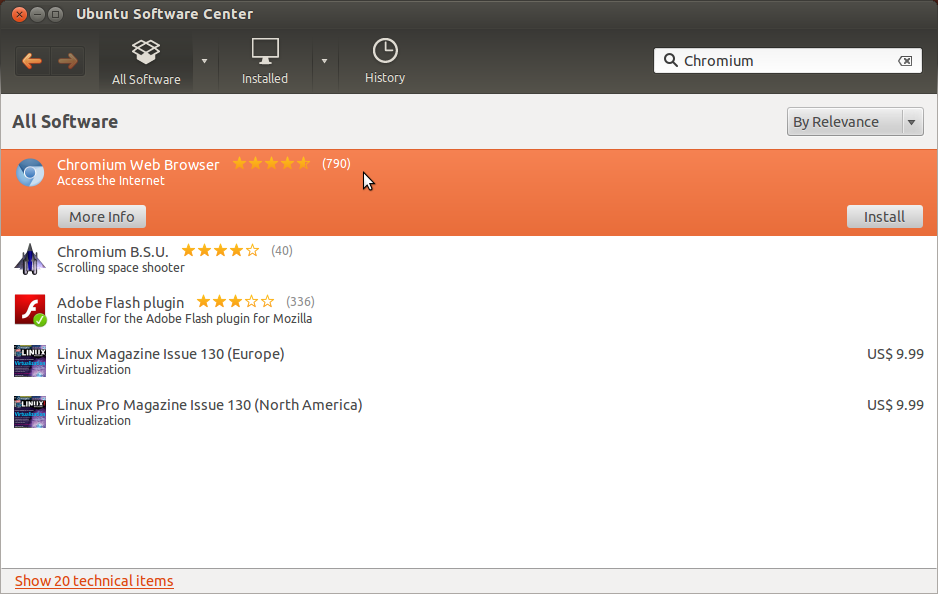 Ubuntu Software Center
All Software
Installed
History
Chromium
All Software
By Relevance
Chromium Web Browser (790)
Access the Internet
More Info
Install
Chromium B.S.U. (40)
Scrolling space shooter
Adobe Flash plugin (336)
Installer for the Adobe Flash plugin for Mozilla
LINUX
Linux Magazine Issue 130 (Europe) US$ 9.99
Virtualization
LINUX
Linux Pro Magazine Issue 130 (North America) US$ 9.99
Virtualization
Show 20 technical items